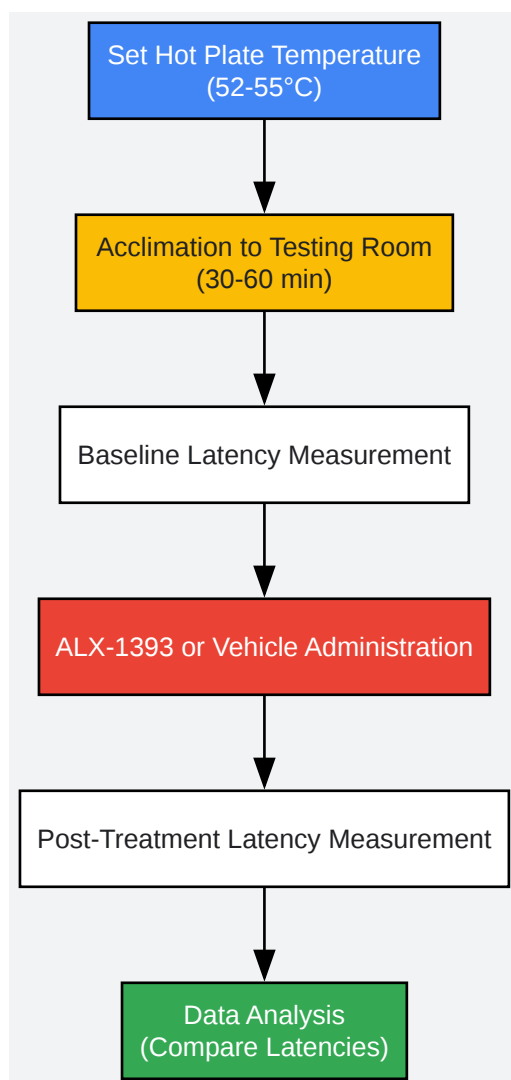 Set Hot Plate Temperature
(52-55°C)
Acclimation to Testing Room
(30-60 min)
Baseline Latency Measurement
ALX-1393 or Vehicle Administration
Post-Treatment Latency Measurement
Data Analysis
(Compare Latencies)